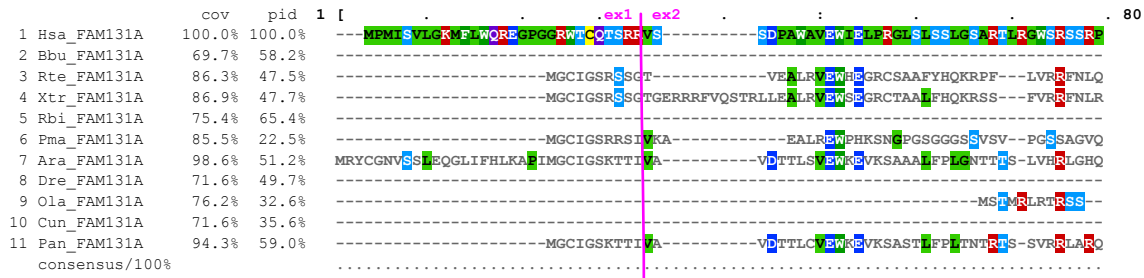 cov pid 1 [ . . . . : . . 80
ex1 ex2
1 Hsa_FAM131A 100.0% 100.0% ---MPMISVLGKMFLWQREGPGGRWTCQTSRRVS----------SDPAWAVEWIELPRGLSLSSLGSARTLRGWSRSSRP
2 Bbu_FAM131A 69.7% 58.2% --------------------------------------------------------------------------------
3 Rte_FAM131A 86.3% 47.5% ----------------------MGCIGSRSSGT------------VEALRVEWHEGRCSAAFYHQKRPF---LVRRFNLQ
4 Xtr_FAM131A 86.9% 47.7% ----------------------MGCIGSRSSGTGERRRFVQSTRLLEALRVEWSEGRCTAALFHQKRSS---FVRRFNLR
5 Rbi_FAM131A 75.4% 65.4% --------------------------------------------------------------------------------
6 Pma_FAM131A 85.5% 22.5% ----------------------MGCIGSRRSIVKA------------EALREWPHKSNGPGSGGGSSVSV--PGSSAGVQ
7 Ara_FAM131A 98.6% 51.2% MRYCGNVSSLEQGLIFHLKAPIMGCIGSKTTIVA----------VDTTLSVEWKEVKSAAALFPLGNTTTS-LVHRLGHQ
8 Dre_FAM131A 71.6% 49.7% --------------------------------------------------------------------------------
9 Ola_FAM131A 76.2% 32.6% -------------------------------------------------------------------MSTMRLRTRSS--
10 Cun_FAM131A 71.6% 35.6% --------------------------------------------------------------------------------
11 Pan_FAM131A 94.3% 59.0% ----------------------MGCIGSKTTIVA----------VDTTLCVEWKEVKSASTLFPLTNTRTS-SVRRLARQ
consensus/100% ................................................................................